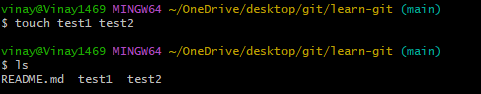 vinay@Vinay1469 MINGW64 ~/OneDrive/desktop/git/learn-git (main)
$ touch test1 test2
vinay@Vinay1469 MINGW64 ~/OneDrive/desktop/git/learn-git (main)
$ ls
README.md  test1  test2